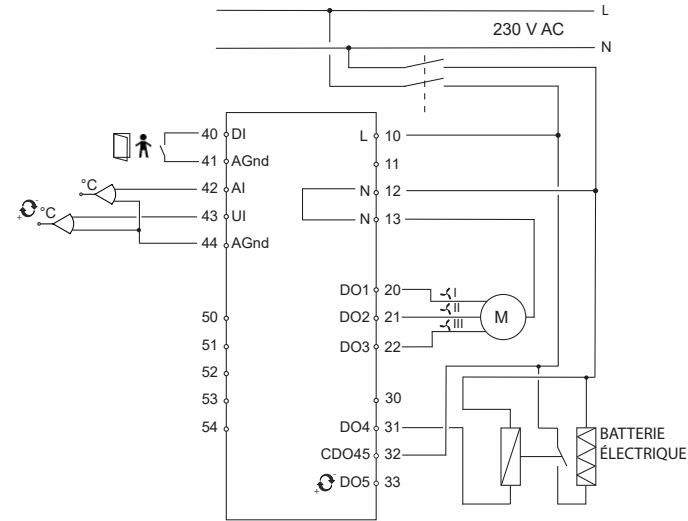 L
230 V AC
N
40 DI
L 10
41 AGnd
11
°C
42 AI
N 12
°C
43 UI
N 13
44 AGnd
DO1 20
I
50
DO2 21
II
M
III
51
DO3 22
52
53
30
54
DO4 31
BATTERIE
ÉLECTRIQUE
CDO45 32
DO5 33